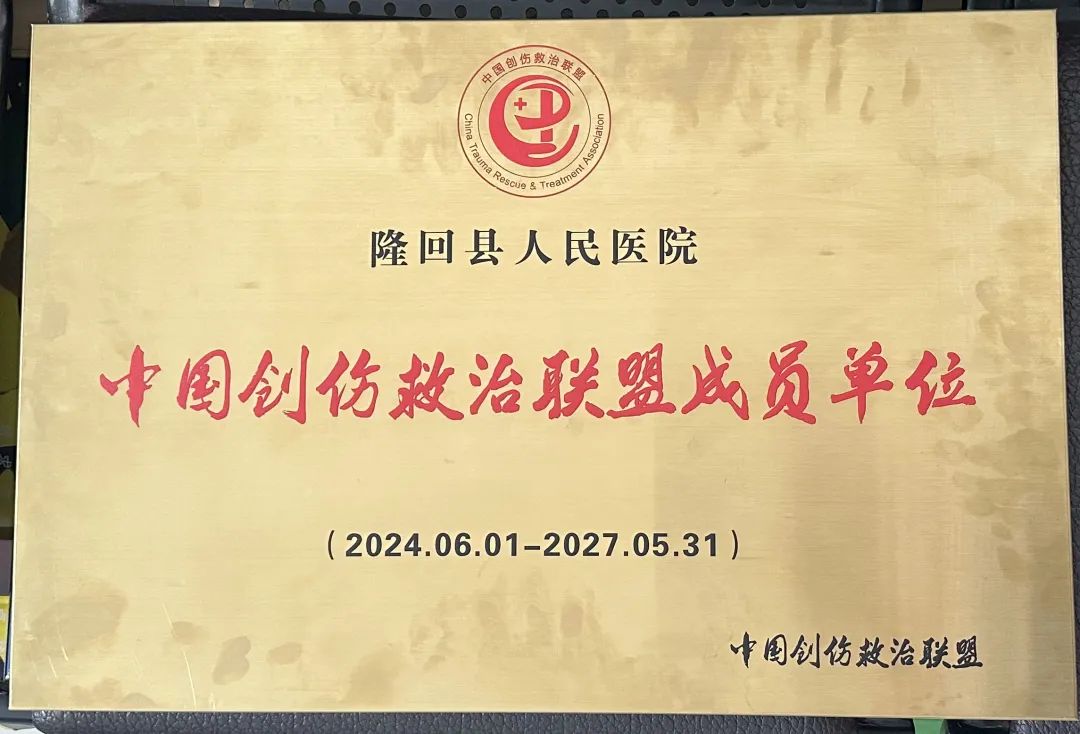 中国创伤救治联盟
China Trauma Rescue & Treatment Association
隆回县人民医院
中国创伤救治联盟成员单位
(2024.06.01-2027.05.31)
中国创伤救治联盟